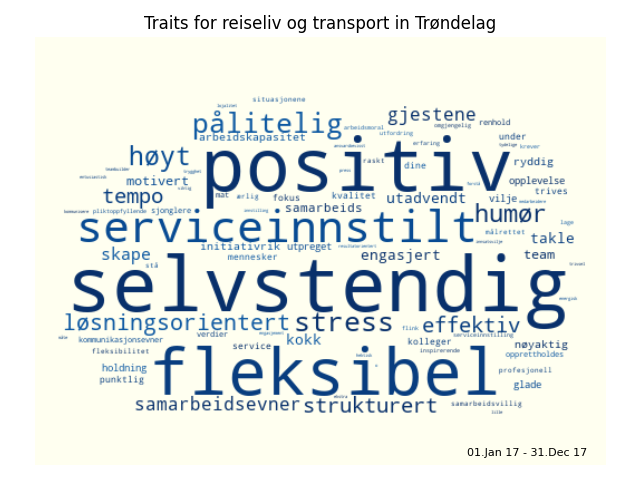 Traits for reiseliv og transport in Trøndelag
situasjonene
gjestene
pålitelig
renhold
arbeidsmoral
omgjengelig
utfordring
arbeidskapasitet
under
erfaring
krever
høyt
positiv
raskt
dine
ryddig
motivert
opplevelse
tempo
mat
ærlig
fokus
kvalitet
utadvendt
vilje
trives
pliktoppfyllende
sjonglere
samarbeids
humør
serviceinnstilt
lage
målrettet
takle
initiativrik
utpreget
skape
mennesker
engasjert
team
stå
selvstendig
løsningsorientert
stress
effektiv
flink
verdier
serviceinnstilling
kommunikasjonsevner
service
kokk
kolleger
nøyaktig
fleksibilitet
inspirerende
opprettholdes
fleksibel
holdning
profesjonell
punktlig
glade
samarbeidsevner
strukturert
samarbeidsvillig
01.Jan 17 - 31.Dec 17